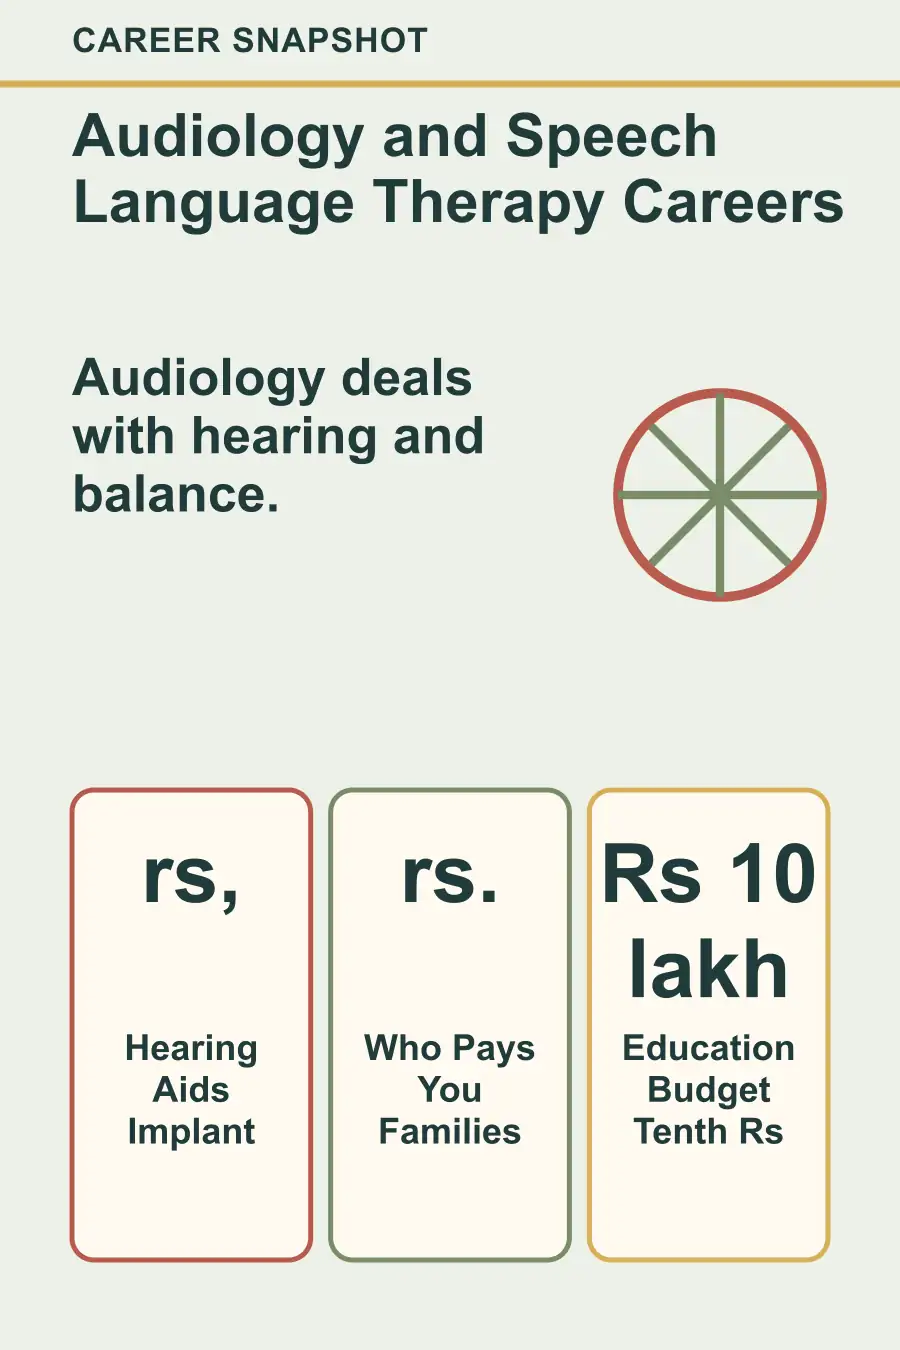 CAREER SNAPSHOT
Audiology and Speech
Language Therapy Careers
Audiology deals
with hearing and
balance.
rs,
Hearing
Aids
Implant
rs.
Who Pays
You
Families
Rs 10
lakh
Education
Budget
Tenth Rs